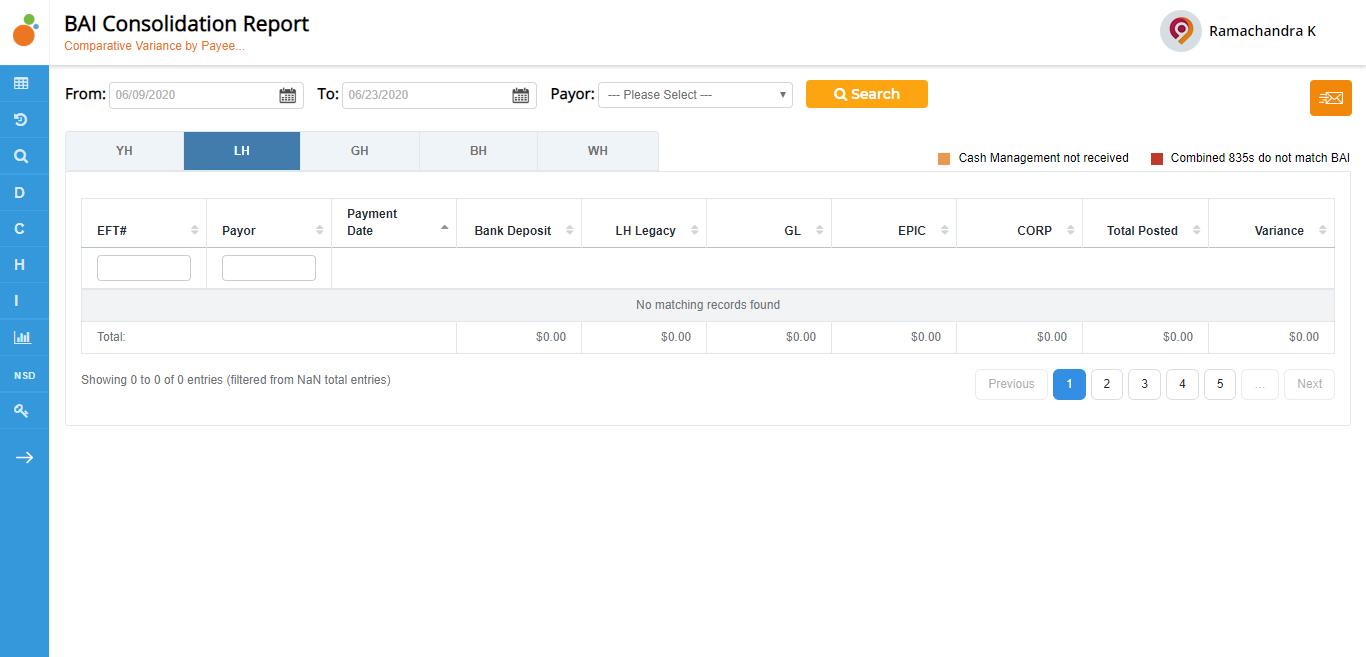 BAI Consolidation Report
Comparative Variance by Payee...
Ramachandra K
From: 06/09/2020 To: 06/23/2020 Payor: --- Please Select --- Search
YH LH GH BH WH
Cash Management not received Combined 835s do not match BAI
D
C
H
I
NSD
EFT# Payor Payment Date Bank Deposit LH Legacy GL EPIC CORP Total Posted Variance
No matching records found
Total: $0.00 $0.00 $0.00 $0.00 $0.00 $0.00 $0.00
Showing 0 to 0 of 0 entries (filtered from NaN total entries)
Previous 1 2 3 4 5 ... Next